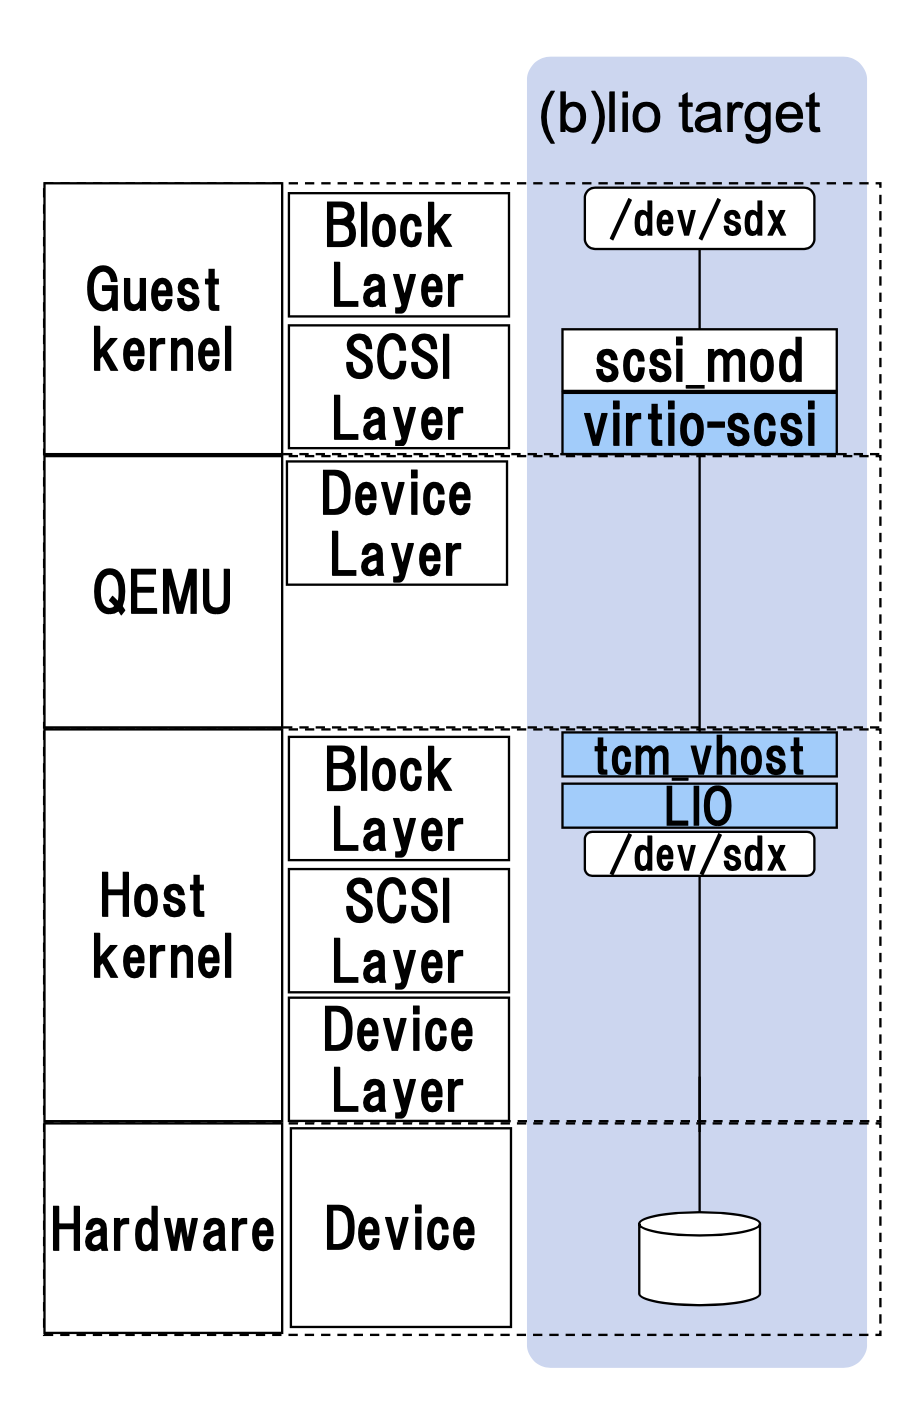 (b)lio target
Guest
kernel
Block
Layer
/dev/sdx
SCSI
Layer
scsi_mod
virtio-scsi
QEMU
Device
Layer
Host
kernel
Block
Layer
tcm_vhost
LIO
/dev/sdx
SCSI
Layer
Device
Layer
Hardware
Device